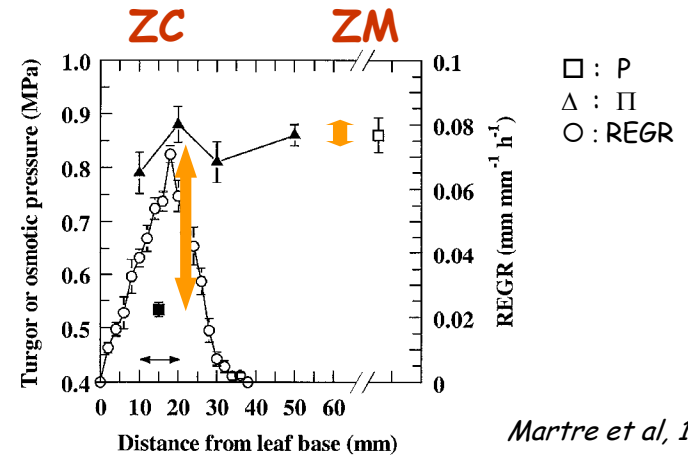 ZC ZM
Turgor or osmotic pressure (MPa)
1.0
0.9
0.8
0.7
0.6
0.5
0.4
0 10 20 30 40 50 60
Distance from leaf base (mm)
0.1
0.08
0.06
0.04
0.02
0
REGR (mm mm⁻¹ h⁻¹)
□ : P
Δ : Π
○ : REGR
Martre et al, 1